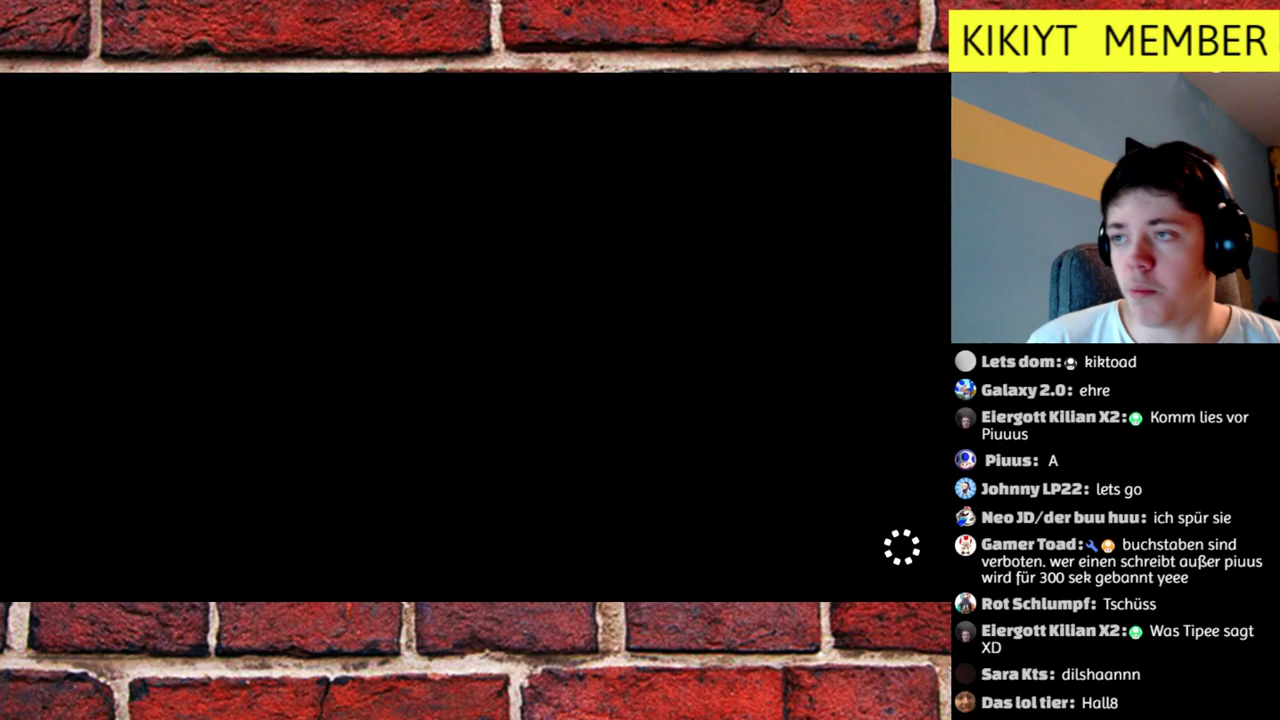 KIKIYT MEMBER
Lets dom: kiktoad
Galaxy 2.0: ehre
Eiergott Kilian X2: Komm lies vor
Piuuus
Piuus: A
Johnny LP22: lets go
Neo JD/der buu huu: ich spür sie
Gamer Toad: buchstaben sind
verboten. wer einen schreibt außer piuus
wird für 300 sek gebannt yeee
Rot Schlumpf: Tschüss
Eiergott Kilian X2: Was Tipee sagt
XD
Sara Kts: dilshaannn
Das lol tier: Hall8